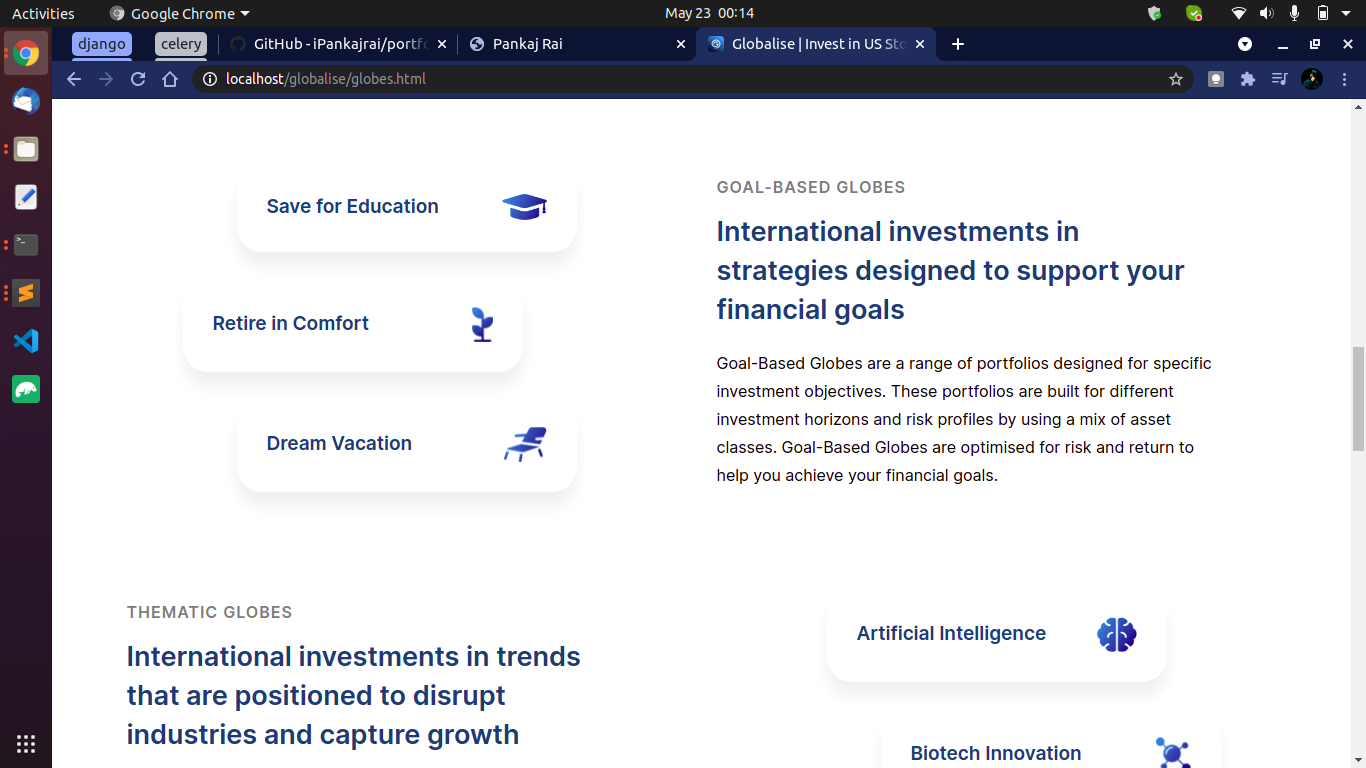 Activities
Google Chrome
May 23 00:14
django
celery
GitHub - iPankajrai/portfo
Pankaj Rai
Globalise | Invest in US Sto
localhost/globalise/globes.html
Save for Education
Retire in Comfort
Dream Vacation
GOAL-BASED GLOBES
International investments in
strategies designed to support your
financial goals
Goal-Based Globes are a range of portfolios designed for specific
investment objectives. These portfolios are built for different
investment horizons and risk profiles by using a mix of asset
classes. Goal-Based Globes are optimised for risk and return to
help you achieve your financial goals.
THEMATIC GLOBES
International investments in trends
that are positioned to disrupt
industries and capture growth
Artificial Intelligence
Biotech Innovation